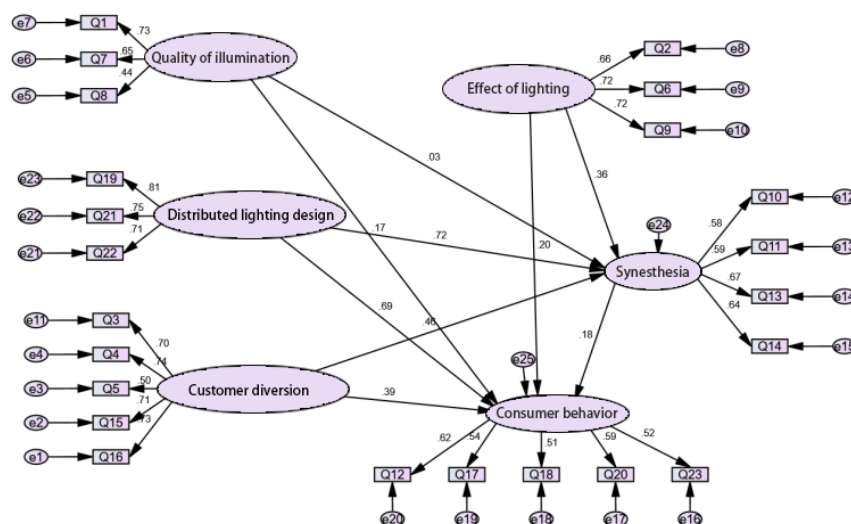 e7 Q1 .73
e6 Q7 .65
e5 Q8 .44
Quality of illumination
Effect of lighting
.66 Q2 e8
.72 Q6 e9
.72 Q9 e10
e23 Q19 .81
e22 Q21 .75
e21 Q22 .71
Distributed lighting design
.03
.36
.17
.72
.20
e24
Synesthesia
.58 Q10 e12
.59 Q11 e13
.67 Q13 e14
.64 Q14 e15
.69
.46
.18
e11 Q3 .70
e4 Q4 .74
e3 Q5 .50
e2 Q15 .71
e1 Q16 .73
Customer diversion
.39
e25
Consumer behavior
.62 .54 .51 .59 .52
Q12 Q17 Q18 Q20 Q23
e20 e19 e18 e17 e16